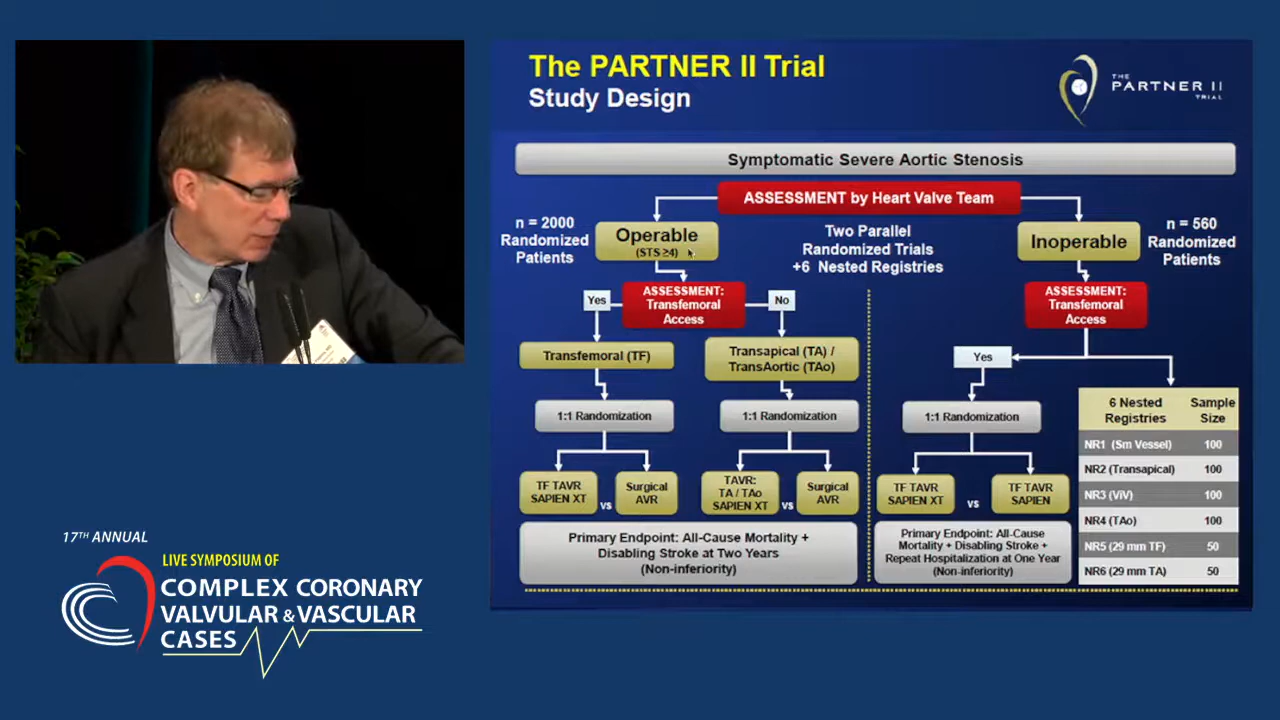 The PARTNER II Trial
Study Design
THE
PARTNER II
TRIAL
Symptomatic Severe Aortic Stenosis
ASSESSMENT by Heart Valve Team
n = 2000
Randomized
Patients
Operable
(STS ≥4)
Two Parallel
Randomized Trials
+6 Nested Registries
Inoperable
n = 560
Randomized
Patients
Yes
ASSESSMENT:
Transfemoral
Access
No
ASSESSMENT:
Transfemoral
Access
Transfemoral (TF)
Transapical (TA) /
TransAortic (TAo)
Yes
1:1 Randomization
1:1 Randomization
1:1 Randomization
TF TAVR
SAPIEN XT
vs
Surgical
AVR
TAVR:
TA / TAo
SAPIEN XT
vs
Surgical
AVR
TF TAVR
SAPIEN XT
vs
TF TAVR
SAPIEN
Primary Endpoint: All-Cause Mortality +
Disabling Stroke at Two Years
(Non-inferiority)
Primary Endpoint: All-Cause
Mortality + Disabling Stroke +
Repeat Hospitalization at One Year
(Non-inferiority)
6 Nested Registries Sample Size
NR1 (Sm Vessel) 100
NR2 (Transapical) 100
NR3 (ViV) 100
NR4 (TAo) 100
NR5 (29 mm TF) 50
NR6 (29 mm TA) 50
17TH ANNUAL
LIVE SYMPOSIUM OF
COMPLEX CORONARY
VALVULAR & VASCULAR
CASES